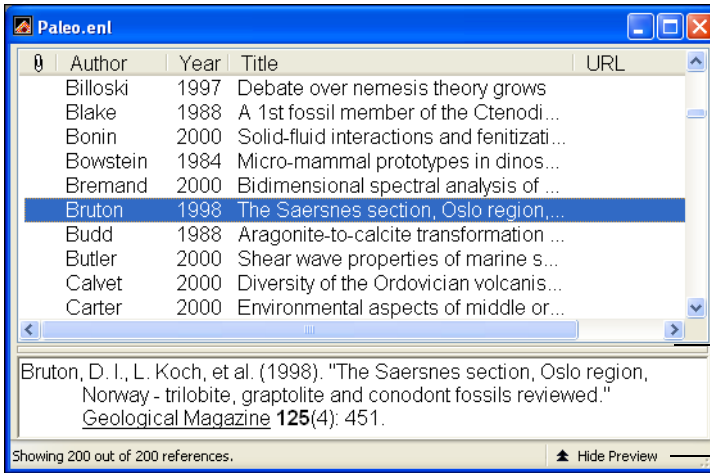 Paleo.enl
Author Year Title URL
Billoski 1997 Debate over nemesis theory grows
Blake 1988 A 1st fossil member of the Ctenodi...
Bonin 2000 Solid-fluid interactions and fenitizati...
Bowstein 1984 Micro-mammal prototypes in dinos...
Bremand 2000 Bidimensional spectral analysis of ...
Bruton 1998 The Saersnes section, Oslo region,...
Budd 1988 Aragonite-to-calcite transformation ...
Butler 2000 Shear wave properties of marine s...
Calvet 2000 Diversity of the Ordovician volcanis...
Carter 2000 Environmental aspects of middle or...
Bruton, D. I., L. Koch, et al. (1998). "The Saersnes section, Oslo region,
Norway - trilobite, graptolite and conodont fossils reviewed."
Geological Magazine 125(4): 451.
Showing 200 out of 200 references.
Hide Preview